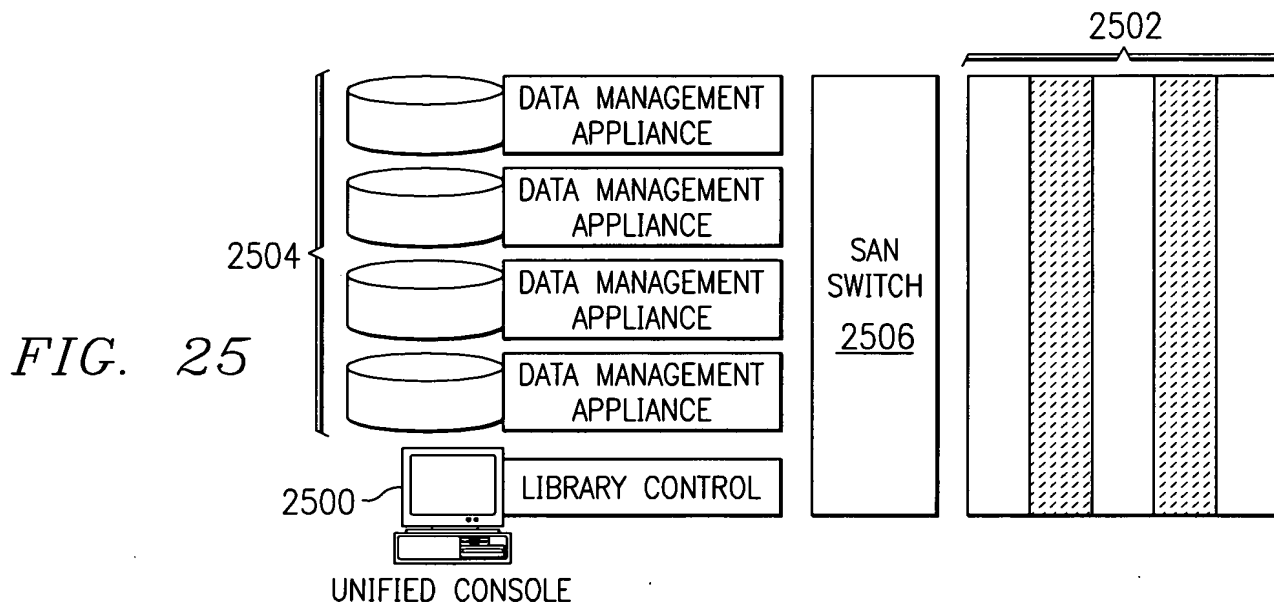 2502
DATA MANAGEMENT
APPLIANCE
DATA MANAGEMENT
APPLIANCE
2504
SAN
SWITCH
2506
DATA MANAGEMENT
APPLIANCE
FIG. 25
DATA MANAGEMENT
APPLIANCE
2500
LIBRARY CONTROL
UNIFIED CONSOLE